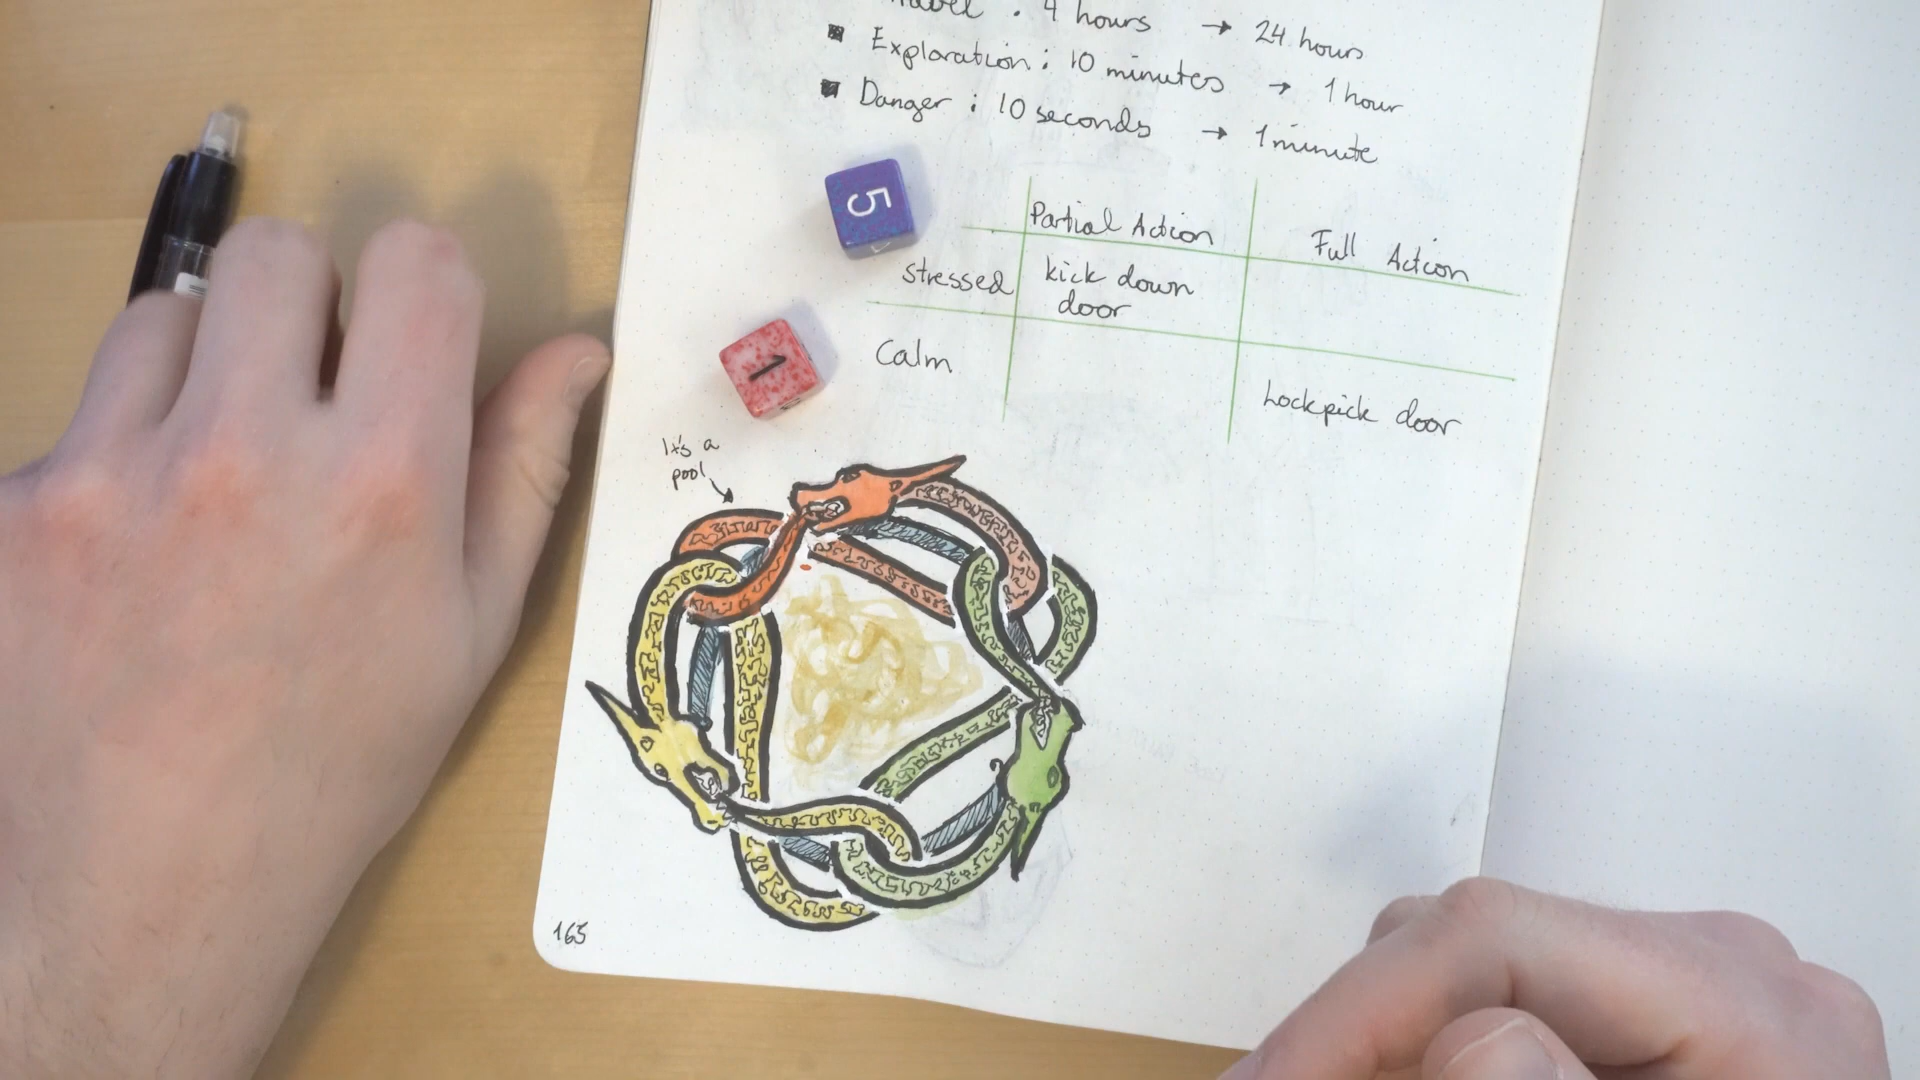 : 4 hours → 24 hours
Exploration : 10 minutes → 1 hour
Danger : 10 seconds → 1 minute
5
Partial Action Full Action
stressed kick down
door
1
Calm
Lockpick door
It's a
pool
165